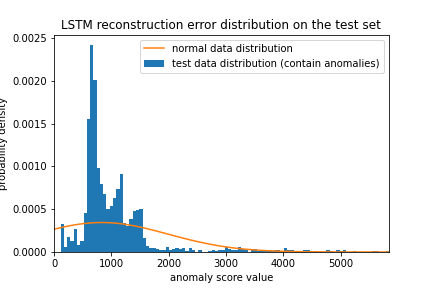 LSTM reconstruction error distribution on the test set
normal data distribution
test data distribution (contain anomalies)
probability density
0.0025
0.0020
0.0015
0.0010
0.0005
0.0000
0
1000
2000
3000
4000
5000
anomaly score value